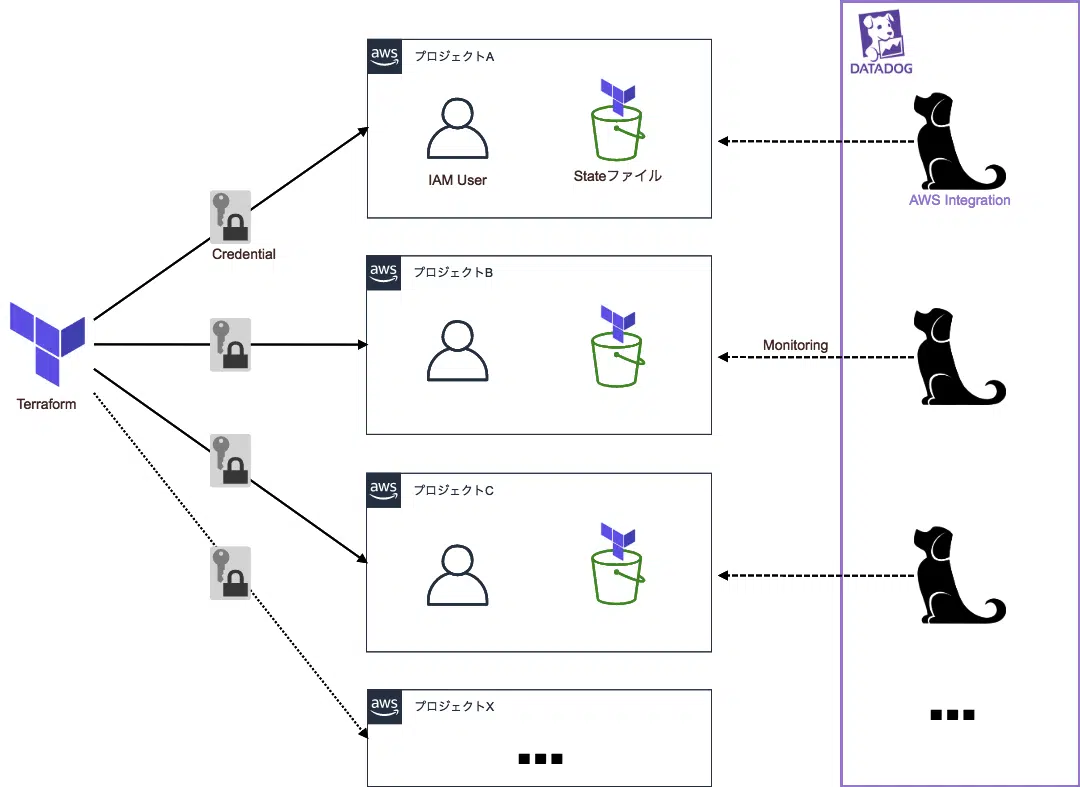 aws
プロジェクトA
IAM User
Stateファイル
DATADOG
AWS Integration
Credential
aws
プロジェクトB
Monitoring
Terraform
aws
プロジェクトC
aws
プロジェクトX